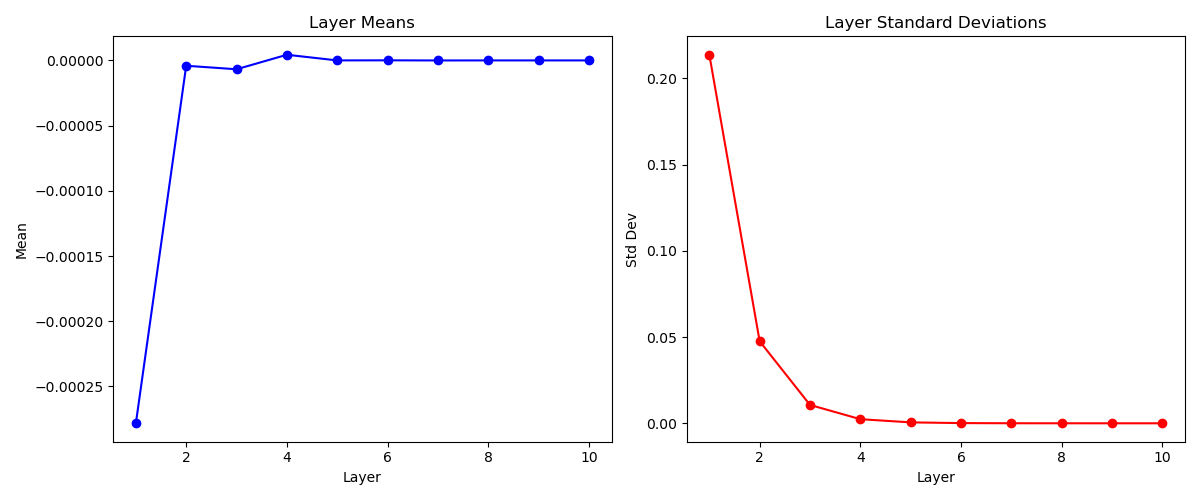 Layer Means
Mean
0.00000
−0.00005
−0.00010
−0.00015
−0.00020
−0.00025
2 4 6 8 10
Layer
Layer Standard Deviations
Std Dev
0.20
0.15
0.10
0.05
0.00
2 4 6 8 10
Layer